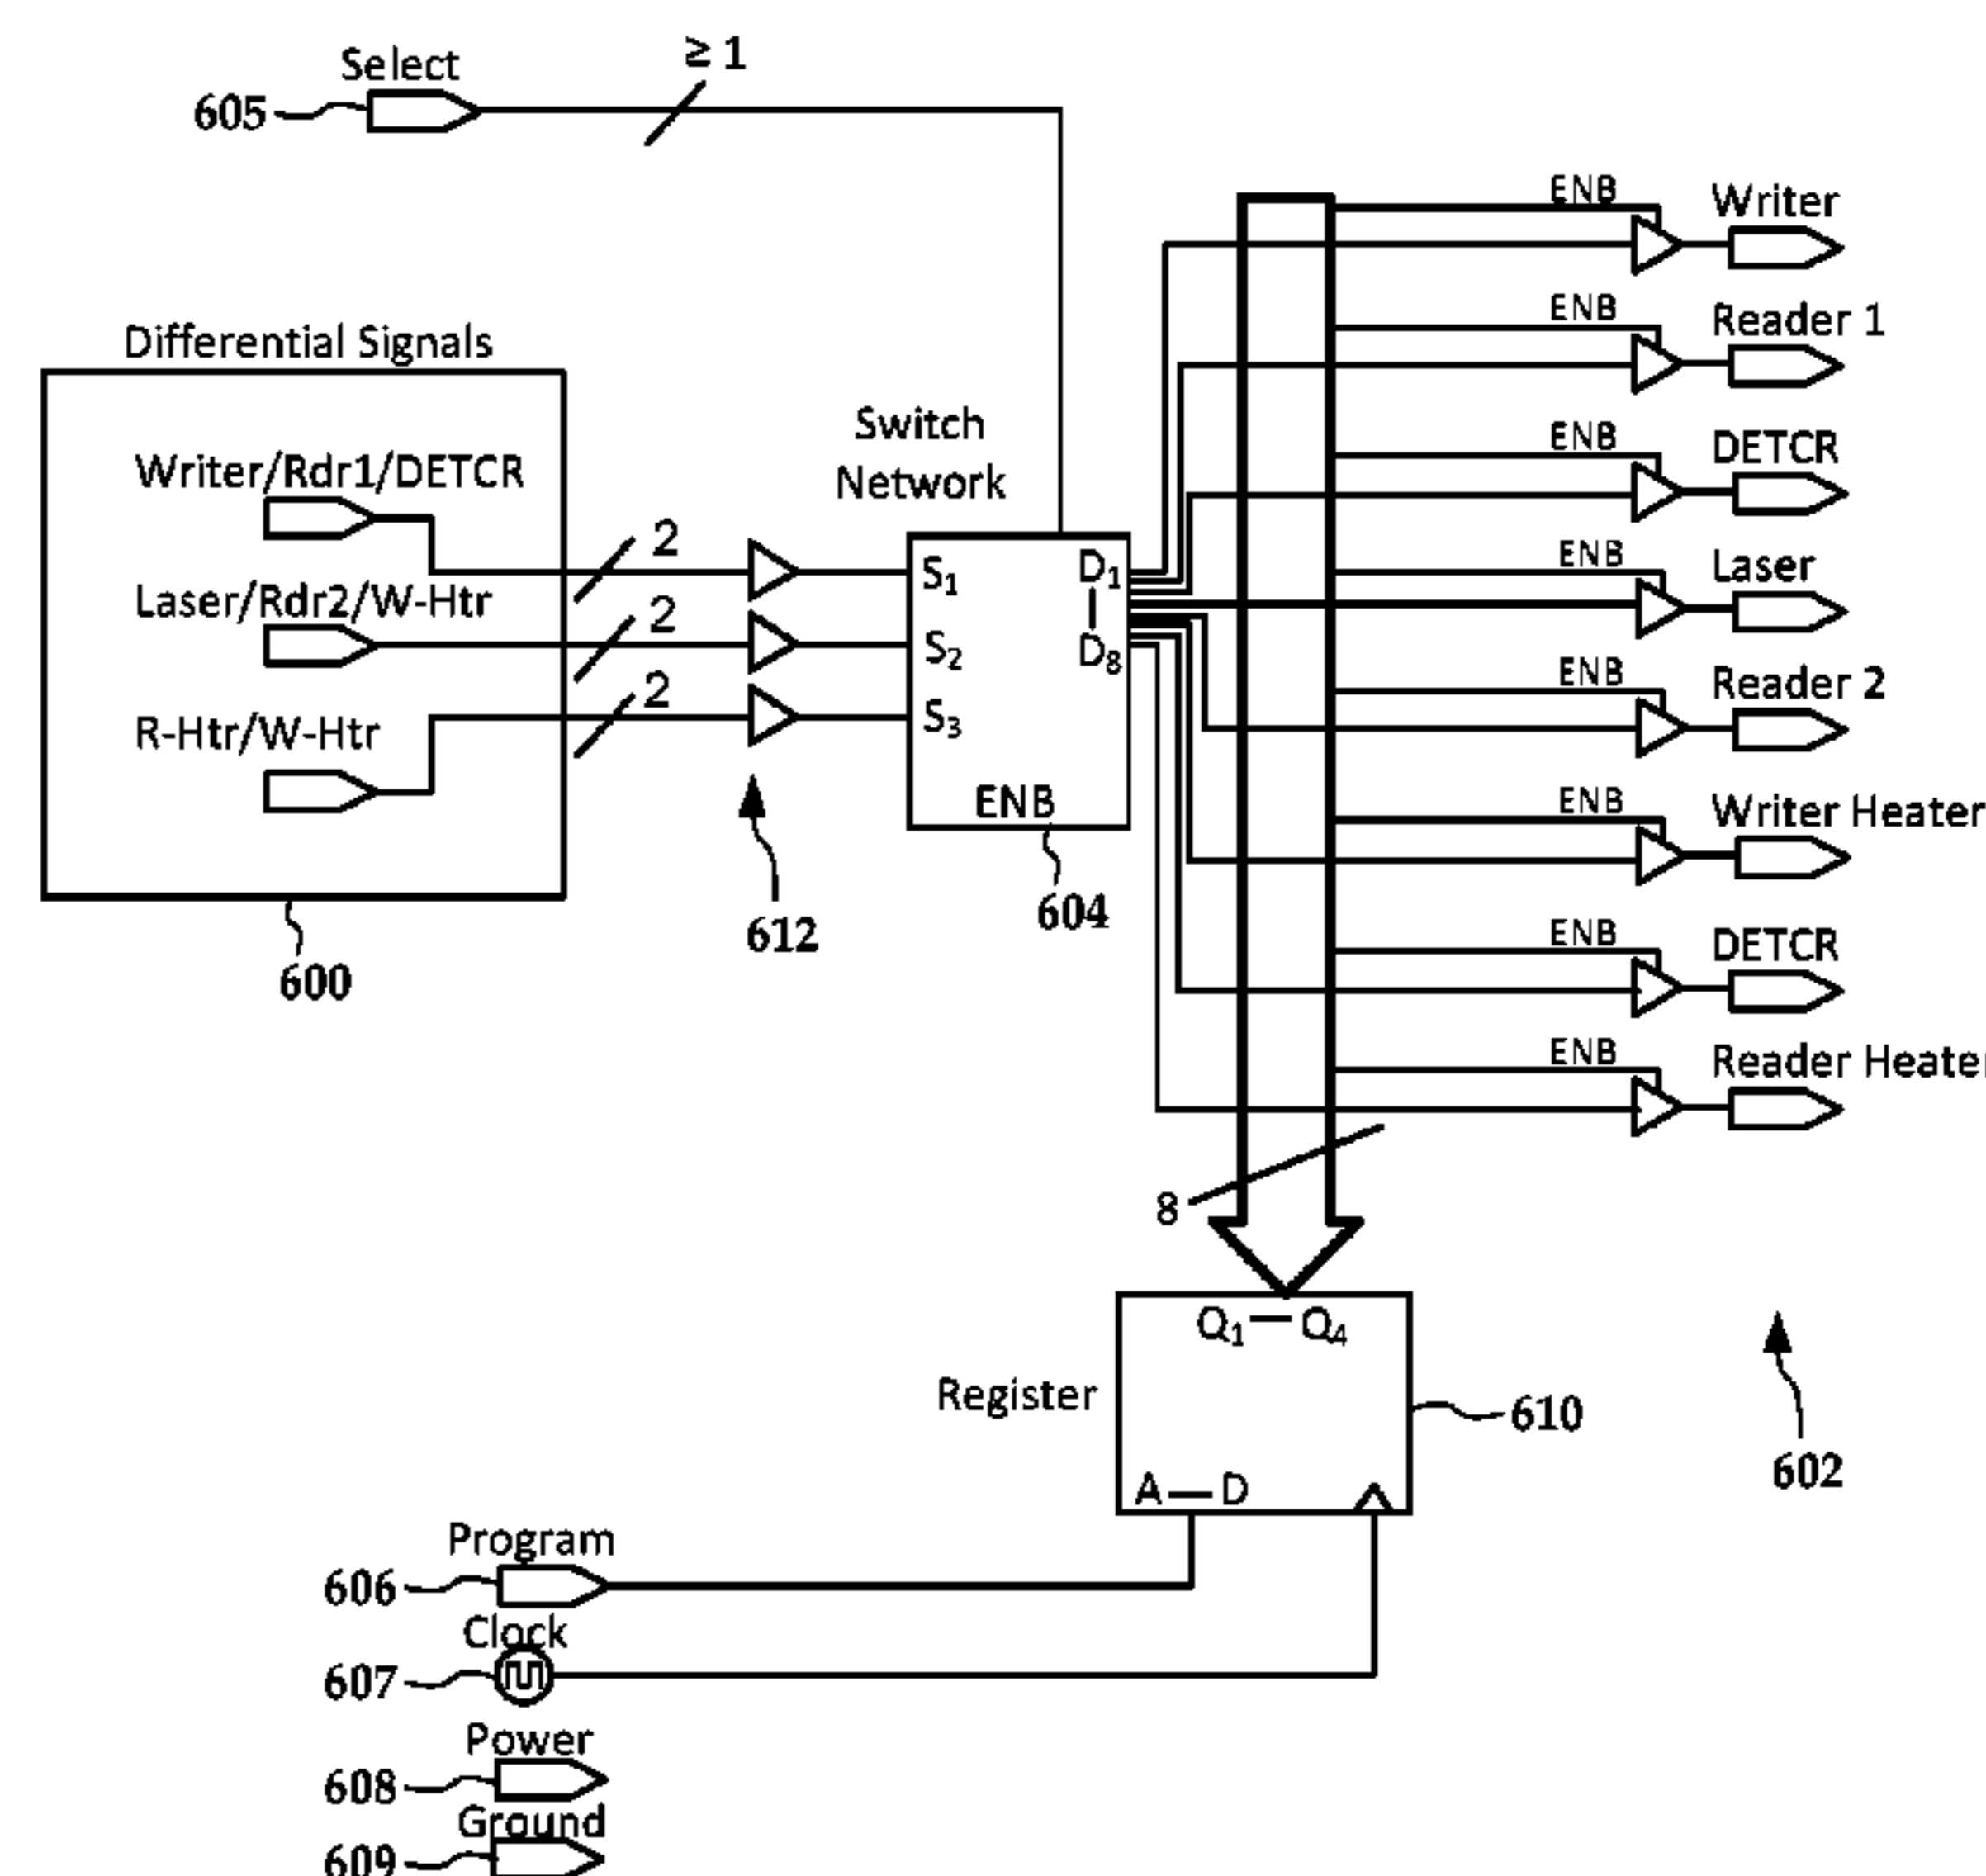 Select
≥ 1
605
ENB
Writer
ENB
Reader 1
Differential Signals
ENB
DETCR
Switch
Network
Writer/Rdr1/DETCR
2
S1
D1
ENB
Laser
Laser/Rdr2/W-Htr
2
S2
D8
ENB
Reader 2
R-Htr/W-Htr
2
S3
ENB
ENB
Writer Heater
612
604
ENB
DETCR
600
ENB
Reader Heater
8
Q1 — Q4
Register
610
602
A — D
Program
606
Clock
607
Power
608
Ground
609